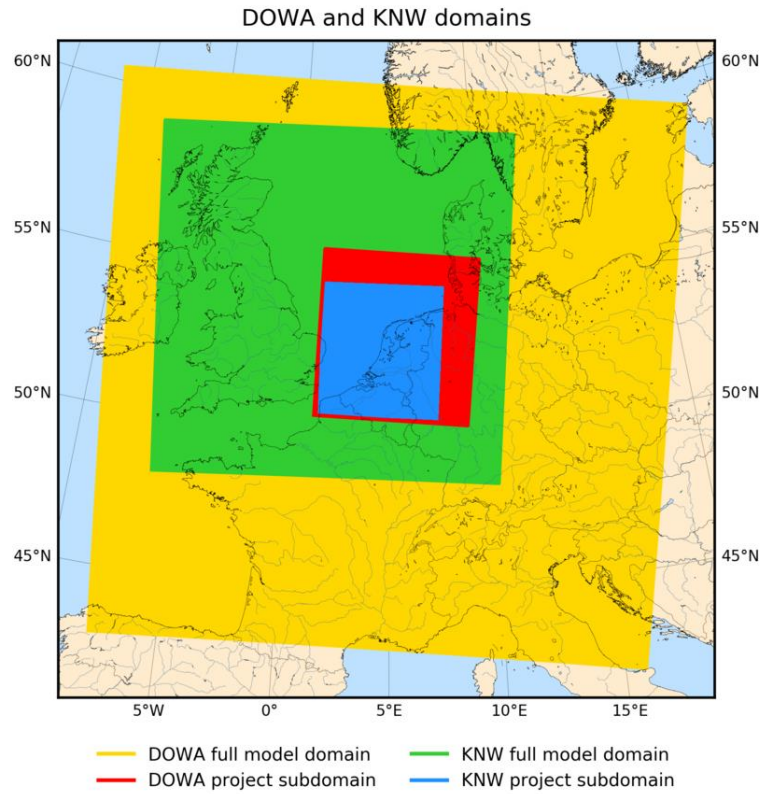 DOWA and KNW domains
60°N 60°N
55°N 55°N
50°N 50°N
45°N 45°N
5°W 0° 5°E 10°E 15°E
DOWA full model domain KNW full model domain
DOWA project subdomain KNW project subdomain